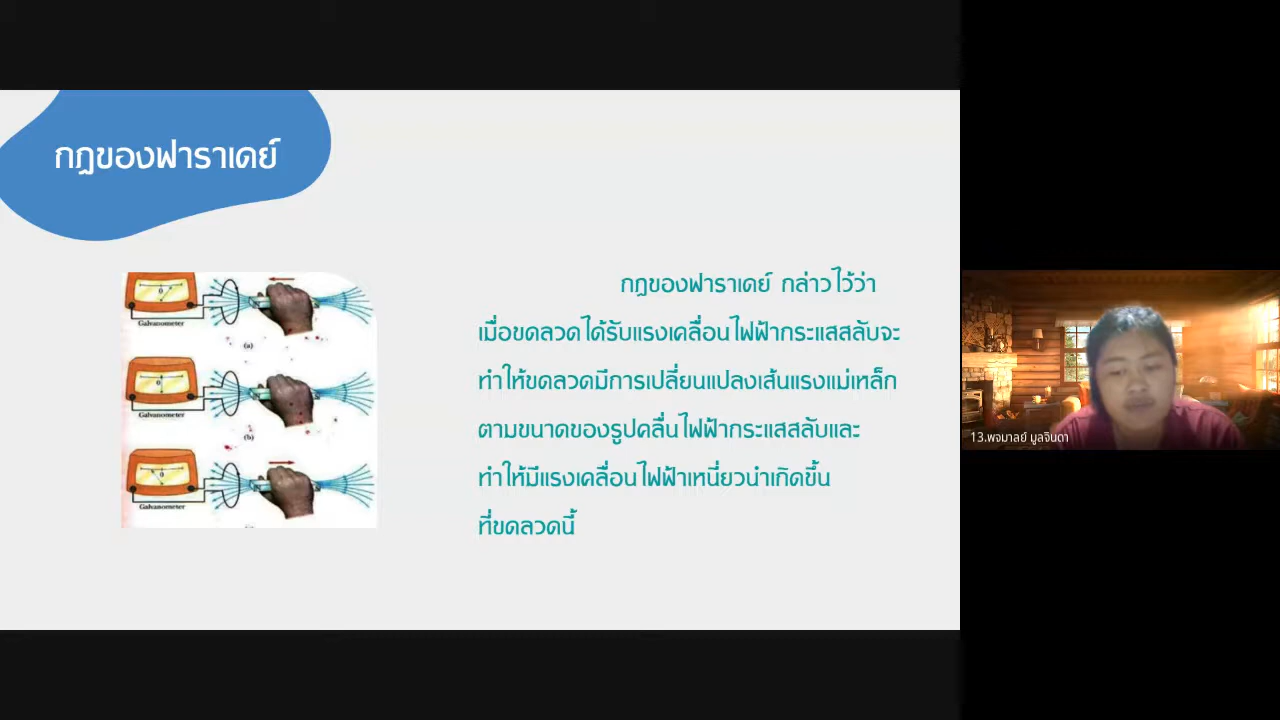 กฎของฟาราเดย์
กฎของฟาราเดย์ กล่าวไว้ว่า
เมื่อขดลวดได้รับแรงเคลื่อนไฟฟ้ากระแสสลับจะ
ทำให้ขดลวดมีการเปลี่ยนแปลงเส้นแรงแม่เหล็ก
ตามขนาดของรูปคลื่นไฟฟ้ากระแสสลับและ
ทำให้มีแรงเคลื่อนไฟฟ้าเหนี่ยวนำเกิดขึ้น
ที่ขดลวดนี้
0
Galvanometer
(a)
0
Galvanometer
(b)
0
Galvanometer
13.พจมาลย์ มูลจินดา